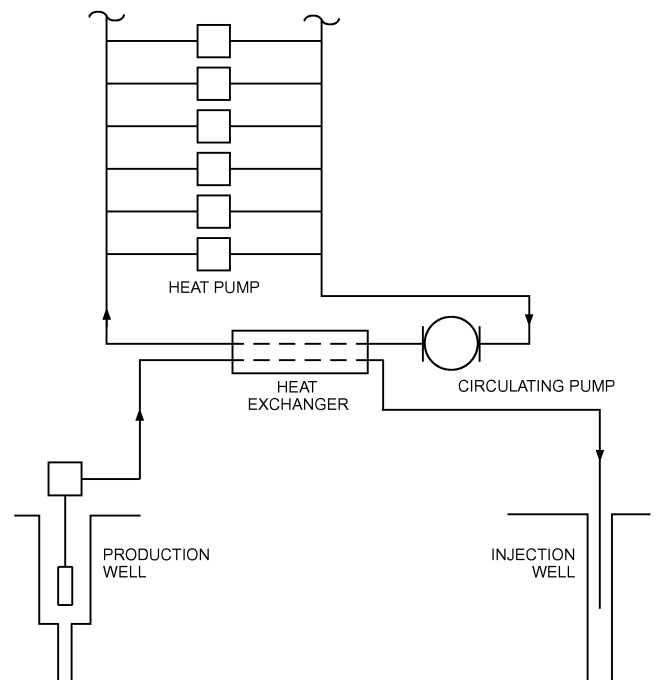 HEAT PUMP
HEAT
EXCHANGER
CIRCULATING PUMP
PRODUCTION
WELL
INJECTION
WELL